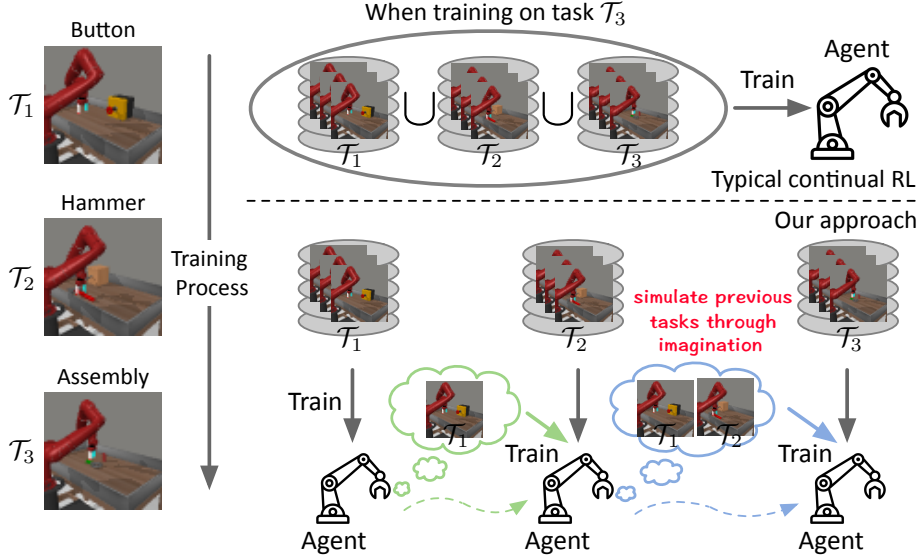 Button
𝒯₁
Hammer
𝒯₂
Assembly
𝒯₃
Training
Process
When training on task 𝒯₃
𝒯₁
∪
𝒯₂
∪
𝒯₃
Train
Agent
Typical continual RL
Our approach
𝒯₁
𝒯₂
𝒯₃
simulate previous
tasks through
imagination
Train
𝒯₁
Train
𝒯₁
𝒯₂
Train
Agent
Agent
Agent